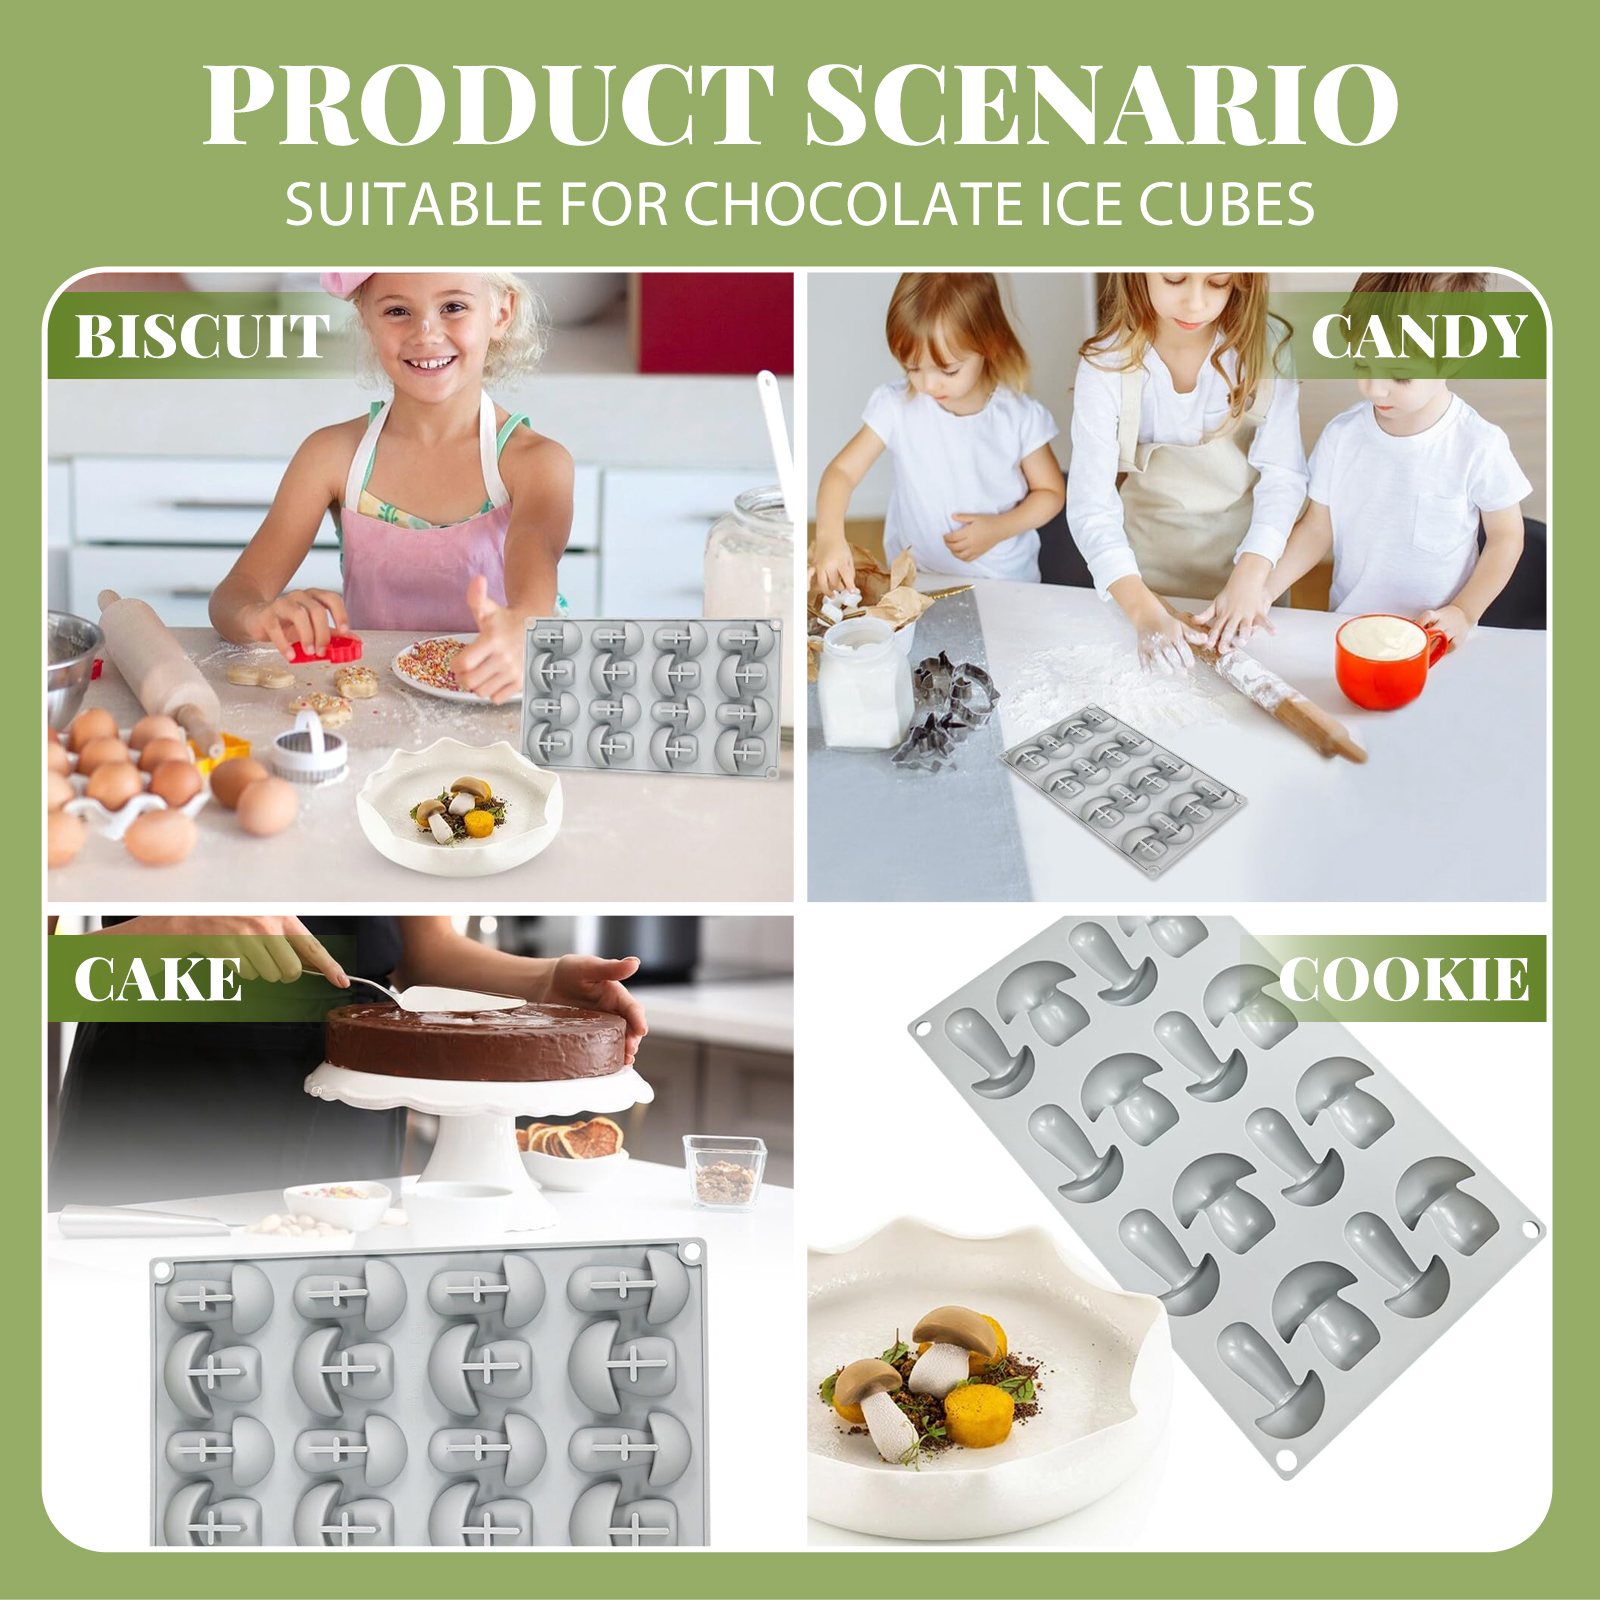 PRODUCT SCENARIO
SUITABLE FOR CHOCOLATE ICE CUBES
BISCUIT
CANDY
CAKE
COOKIE